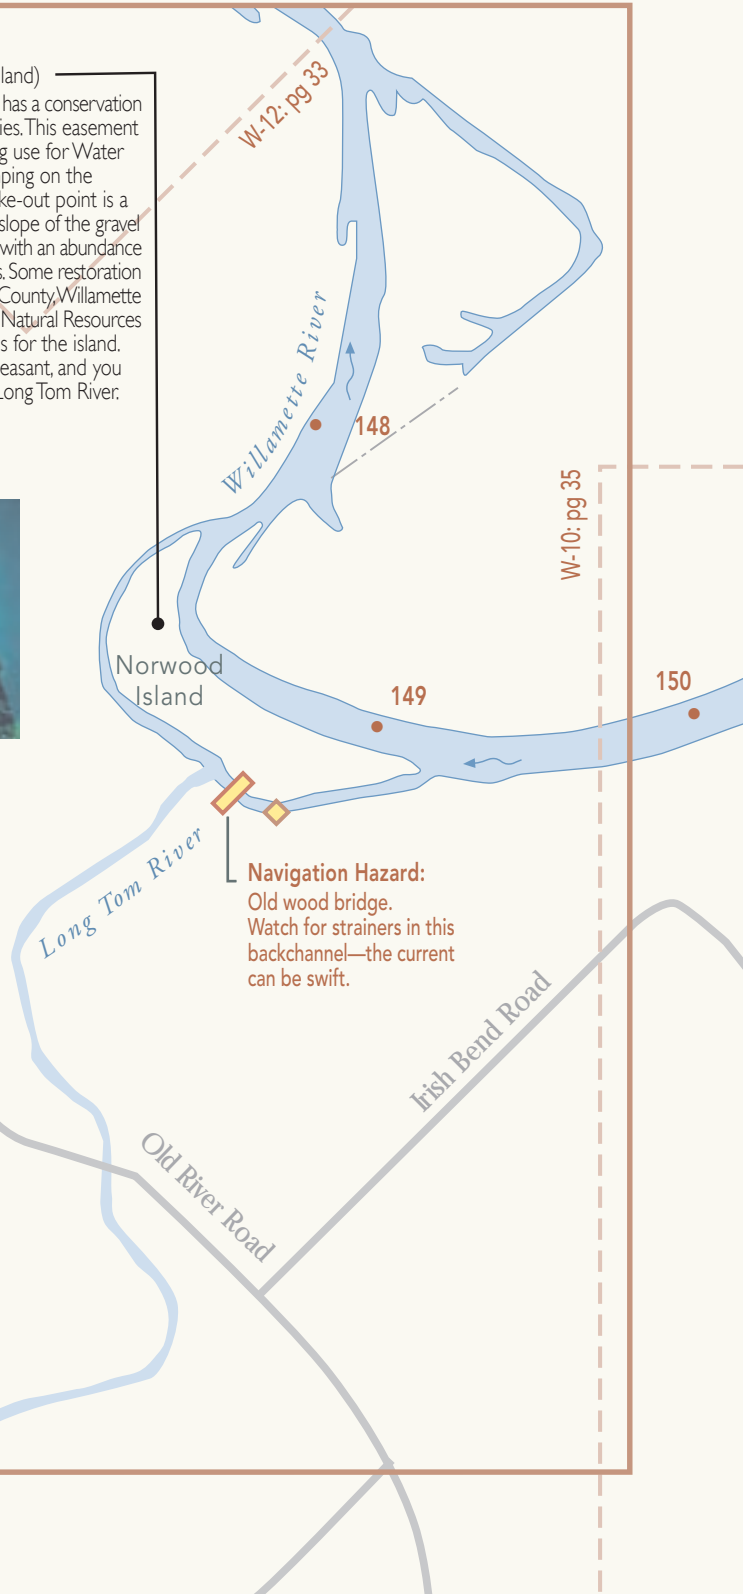 land)
has a conservation
ies. This easement
g use for Water
ping on the
ke-out point is a
slope of the gravel
with an abundance
s. Some restoration
County, Willamette
Natural Resources
s for the island.
easant, and you
Long Tom River.
W-12: pg 33
Willamette River
148
W-10: pg 35
Norwood
Island
149
150
Long Tom River
Navigation Hazard:
Old wood bridge.
Watch for strainers in this
backchannel—the current
can be swift.
Irish Bend Road
Old River Road